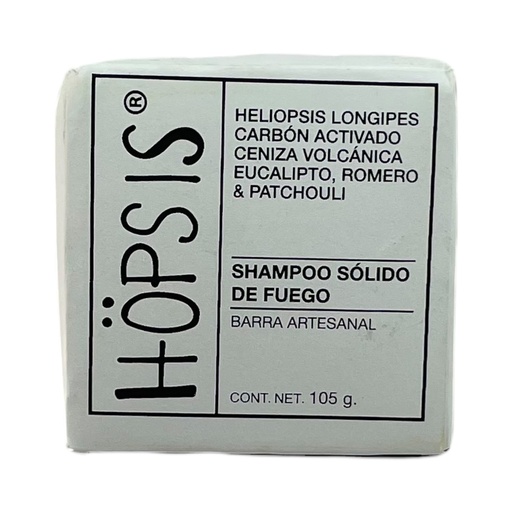 HÖPSIS®
HELIOPSIS LONGIPES
CARBÓN ACTIVADO
CENIZA VOLCÁNICA
EUCALIPTO, ROMERO
& PATCHOULI
SHAMPOO SÓLIDO
DE FUEGO
BARRA ARTESANAL
CONT. NET. 105 g.